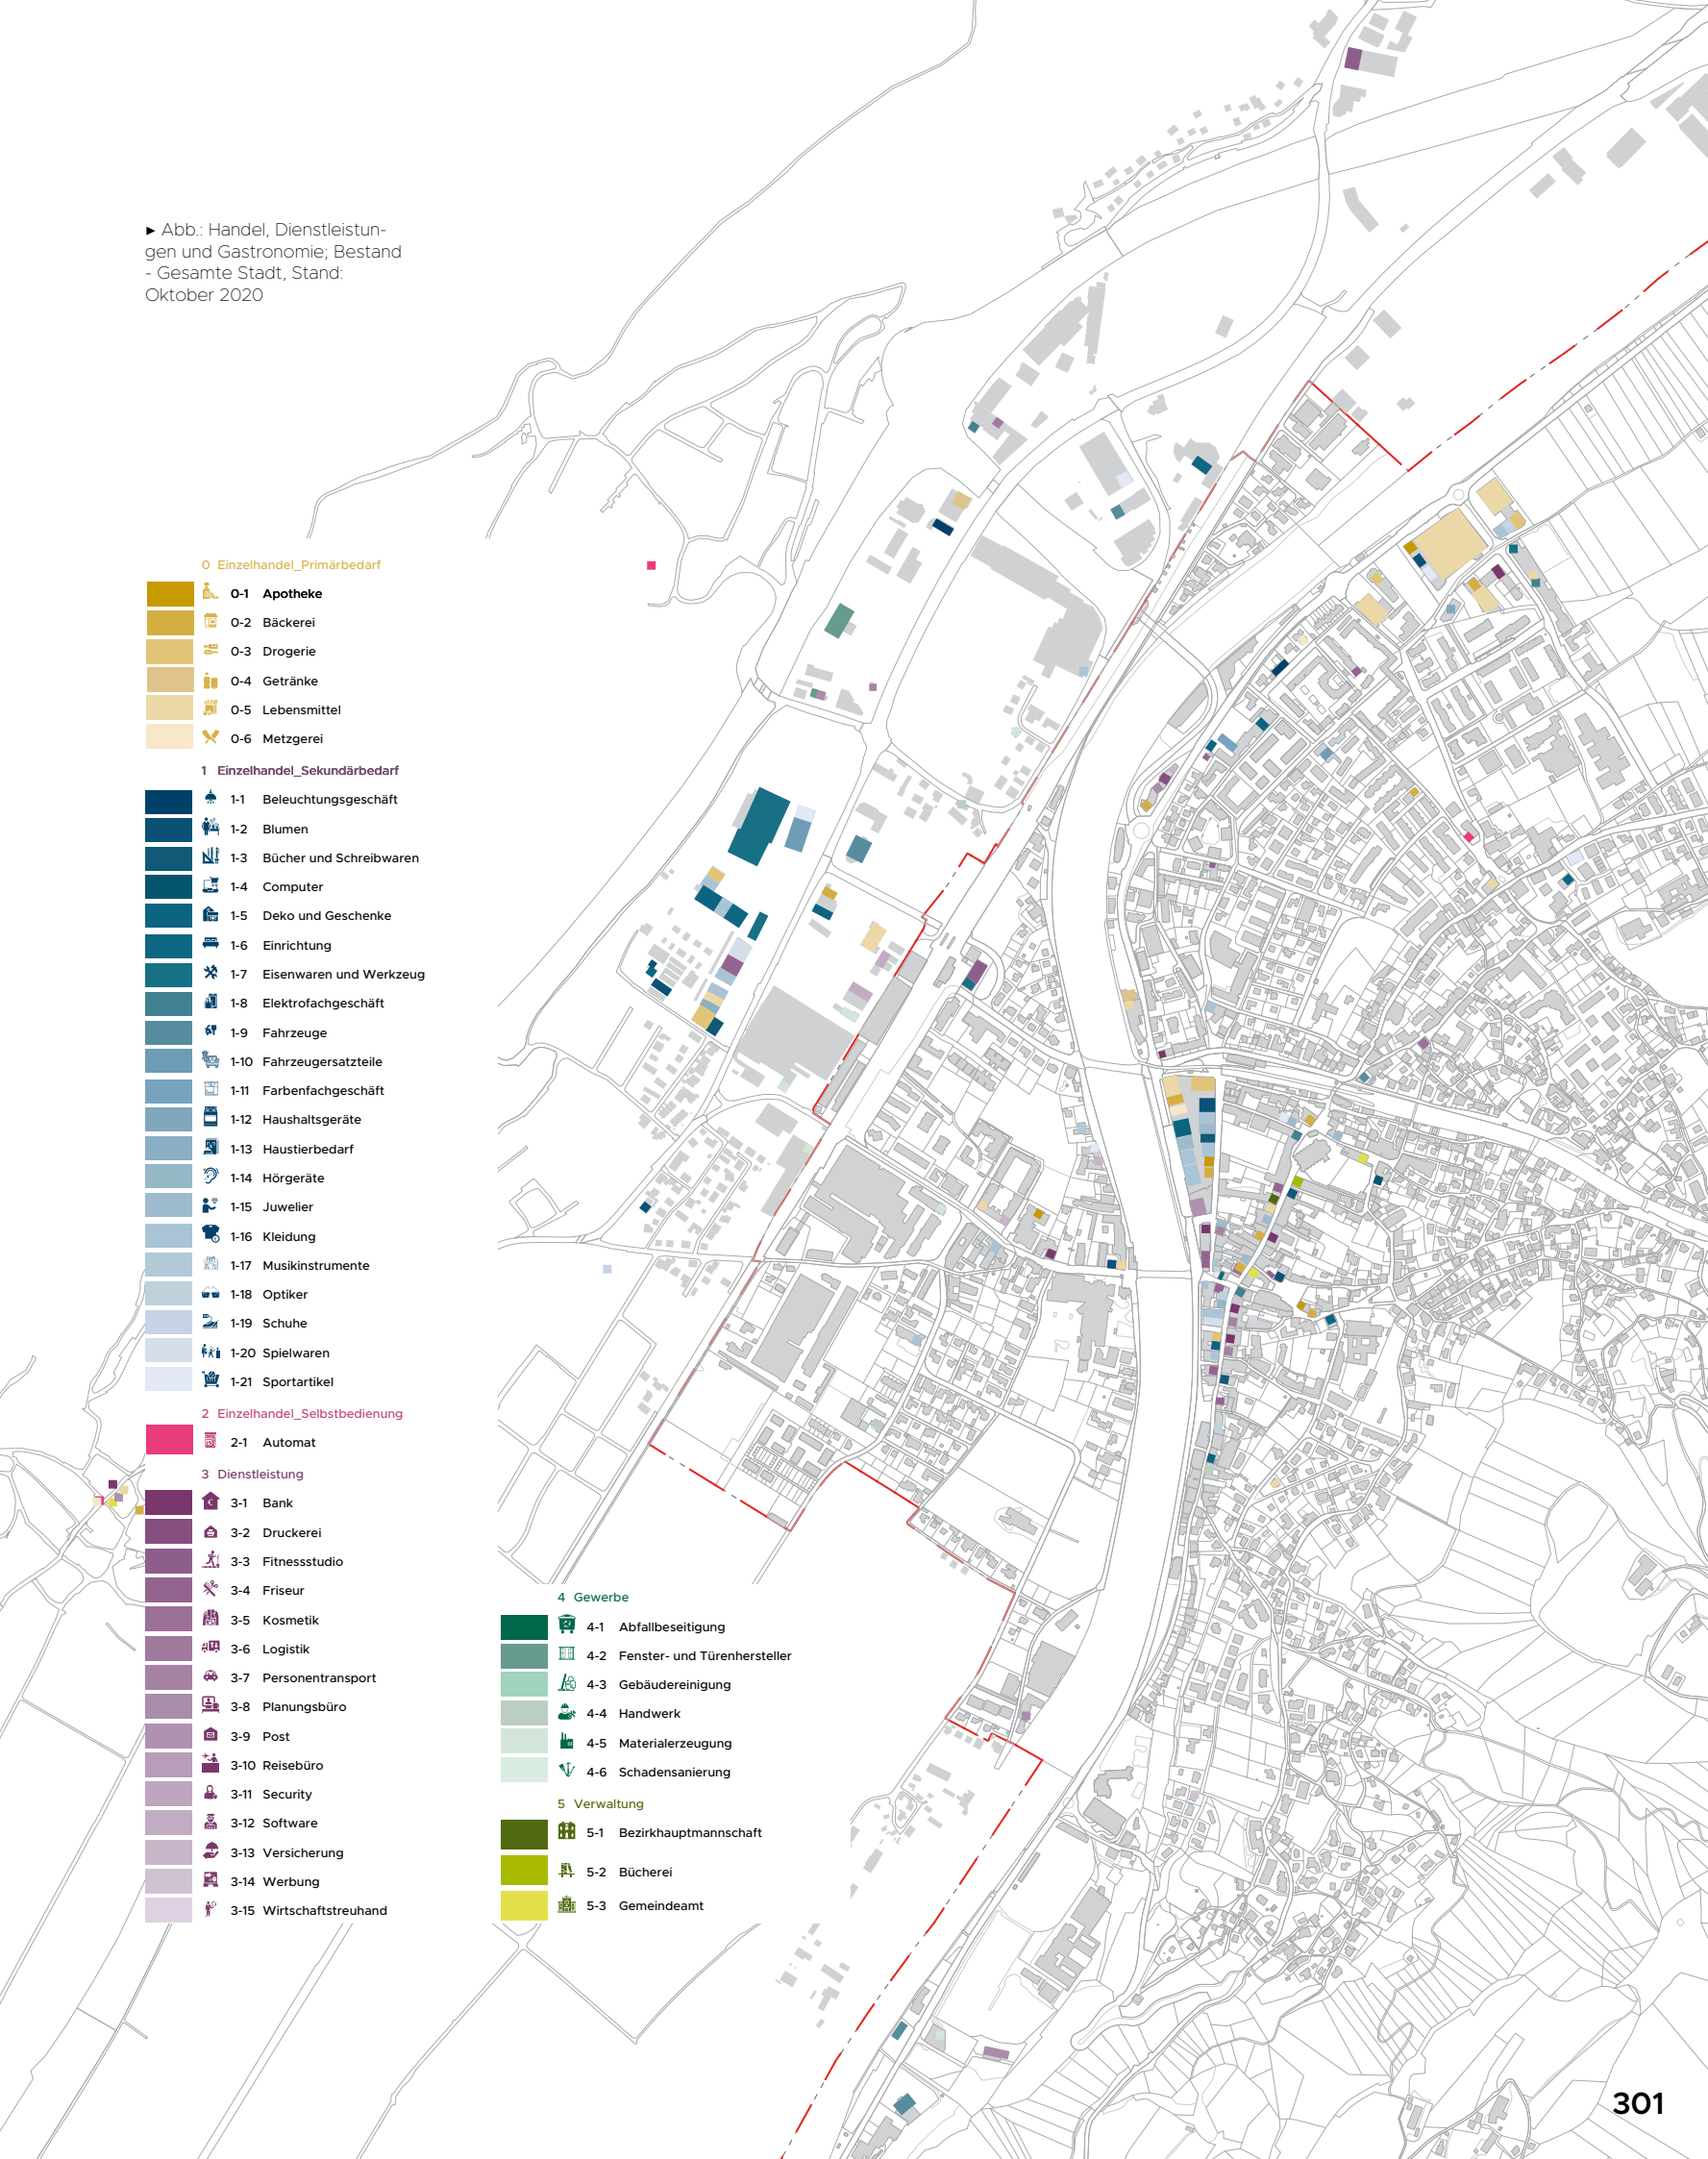 ► Abb.: Handel, Dienstleistun-
gen und Gastronomie; Bestand
- Gesamte Stadt, Stand:
Oktober 2020
0 Einzelhandel_Primärbedarf
0-1 Apotheke
0-2 Bäckerei
0-3 Drogerie
0-4 Getränke
0-5 Lebensmittel
0-6 Metzgerei
1 Einzelhandel_Sekundärbedarf
1-1 Beleuchtungsgeschäft
1-2 Blumen
1-3 Bücher und Schreibwaren
1-4 Computer
1-5 Deko und Geschenke
1-6 Einrichtung
1-7 Eisenwaren und Werkzeug
1-8 Elektrofachgeschäft
1-9 Fahrzeuge
1-10 Fahrzeugersatzteile
1-11 Farbenfachgeschäft
1-12 Haushaltsgeräte
1-13 Haustierbedarf
1-14 Hörgeräte
1-15 Juwelier
1-16 Kleidung
1-17 Musikinstrumente
1-18 Optiker
1-19 Schuhe
1-20 Spielwaren
1-21 Sportartikel
2 Einzelhandel_Selbstbedienung
2-1 Automat
3 Dienstleistung
3-1 Bank
3-2 Druckerei
3-3 Fitnessstudio
3-4 Friseur
3-5 Kosmetik
3-6 Logistik
3-7 Personentransport
3-8 Planungsbüro
3-9 Post
3-10 Reisebüro
3-11 Security
3-12 Software
3-13 Versicherung
3-14 Werbung
3-15 Wirtschaftstreuhand
4 Gewerbe
4-1 Abfallbeseitigung
4-2 Fenster- und Türenhersteller
4-3 Gebäudereinigung
4-4 Handwerk
4-5 Materialerzeugung
4-6 Schadensanierung
5 Verwaltung
5-1 Bezirkhauptmannschaft
5-2 Bücherei
5-3 Gemeindeamt
301